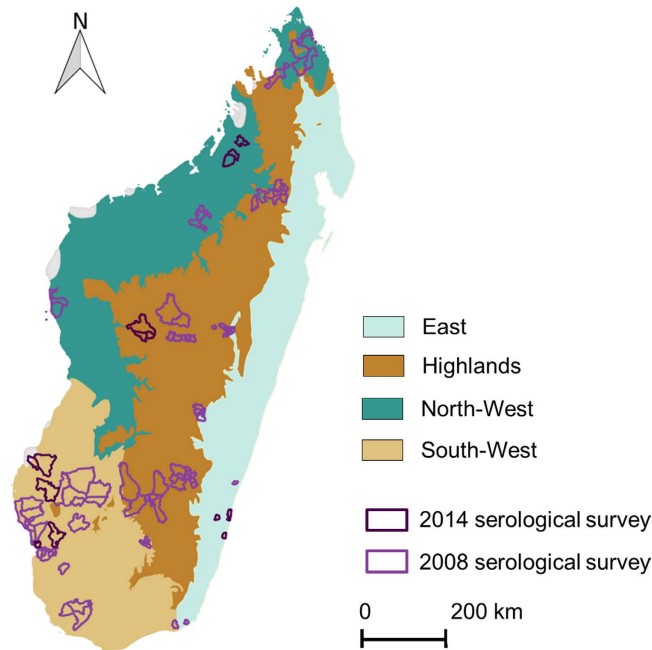 N
East
Highlands
North-West
South-West
2014 serological survey
2008 serological survey
0 200 km